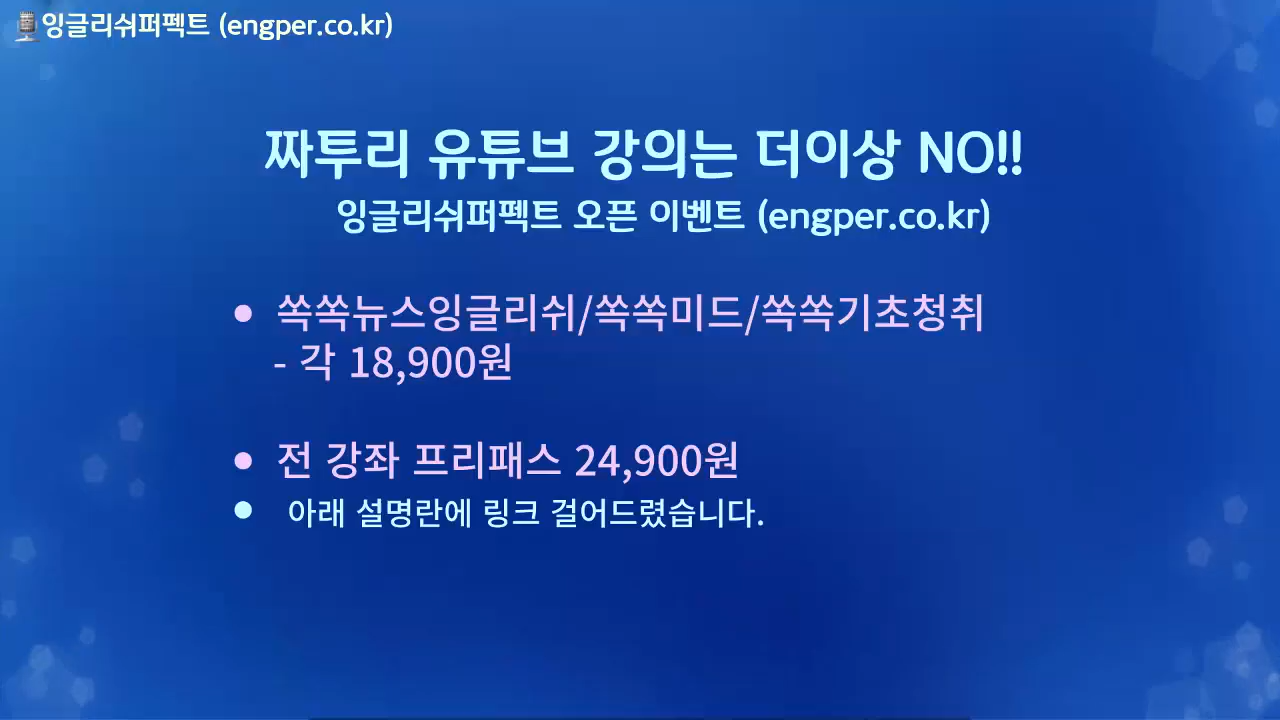 잉글리쉬퍼펙트 (engper.co.kr)
짜투리 유튜브 강의는 더이상 NO!!
잉글리쉬퍼펙트 오픈 이벤트 (engper.co.kr)
● 쏙쏙뉴스잉글리쉬/쏙쏙미드/쏙쏙기초청취
- 각 18,900원
● 전 강좌 프리패스 24,900원
● 아래 설명란에 링크 걸어드렸습니다.